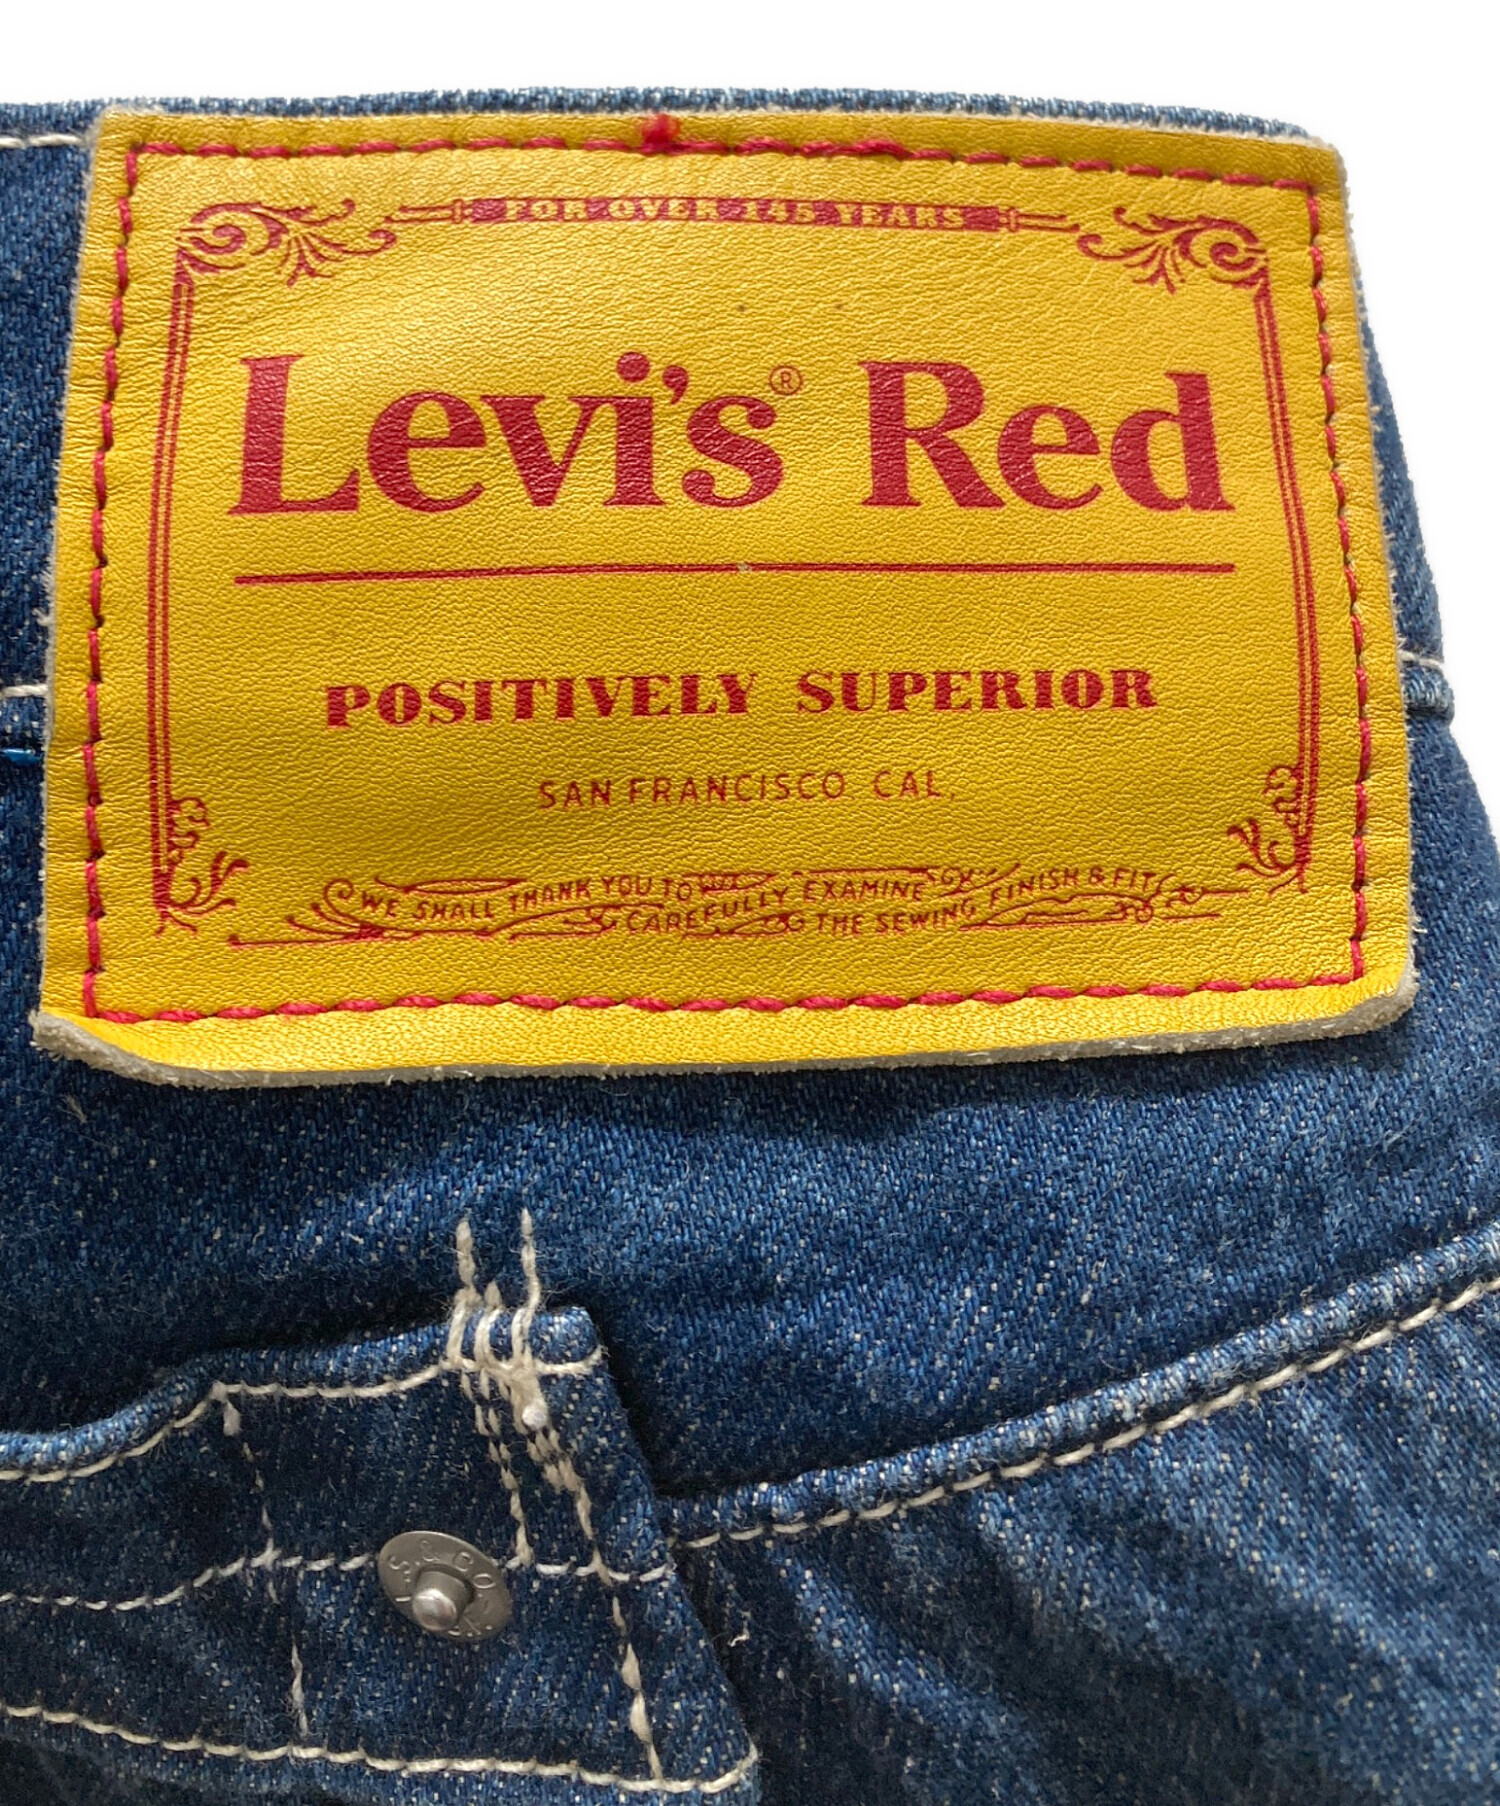 FOR OVER 145 YEARS
Levi's® Red
POSITIVELY SUPERIOR
SAN FRANCISCO CAL.
WE SHALL THANK YOU TO CAREFULLY EXAMINE THE SEWING FINISH & FIT
L.S. & CO.